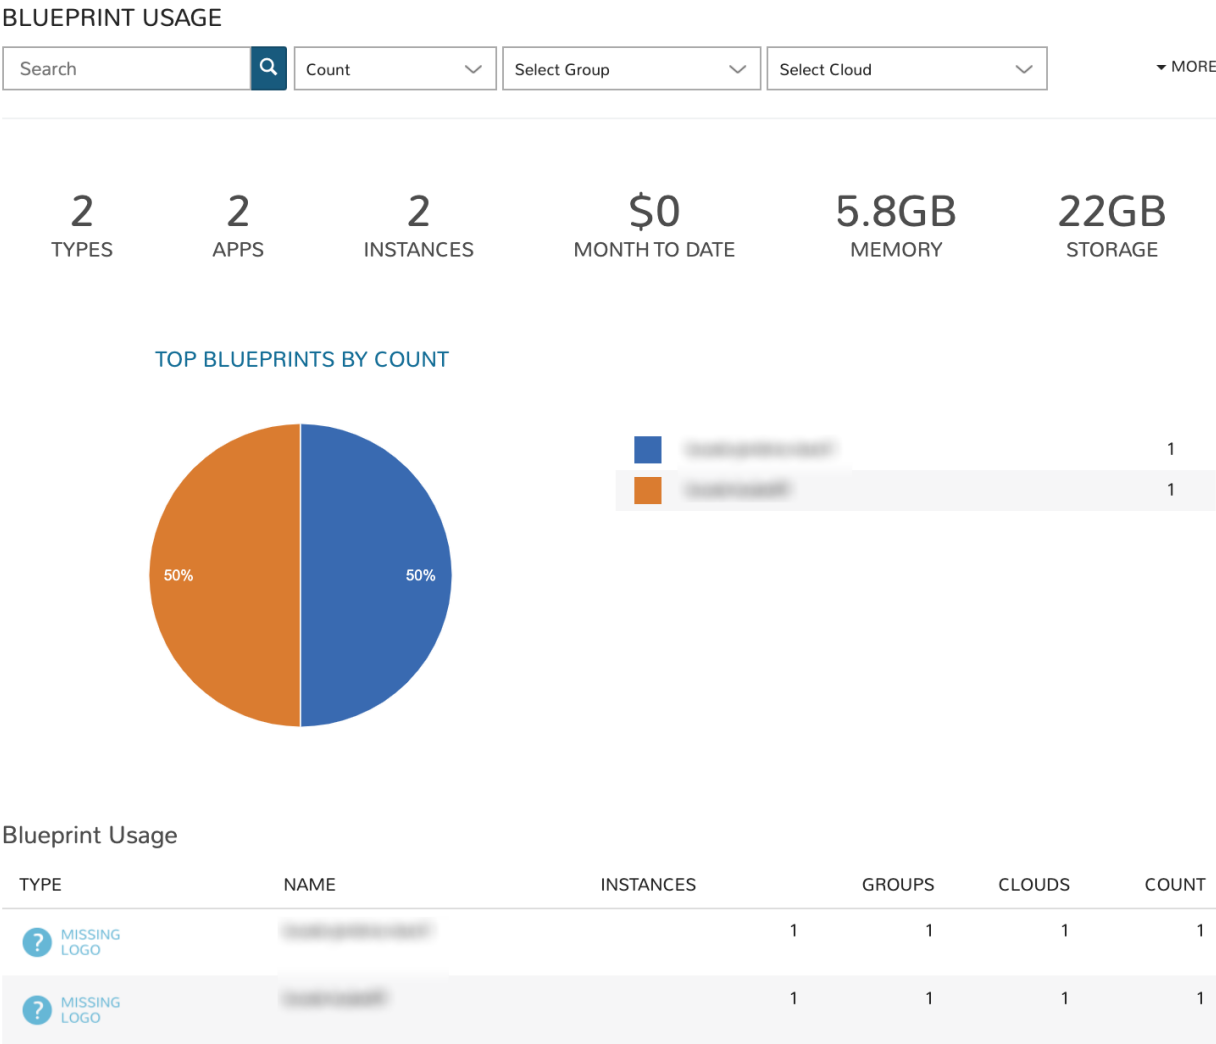 BLUEPRINT USAGE
Search Count Select Group Select Cloud MORE
2 2 2 $0 5.8GB 22GB
TYPES APPS INSTANCES MONTH TO DATE MEMORY STORAGE
TOP BLUEPRINTS BY COUNT
1
1
50% 50%
Blueprint Usage
TYPE NAME INSTANCES GROUPS CLOUDS COUNT
? MISSING LOGO 1 1 1 1
? MISSING LOGO 1 1 1 1